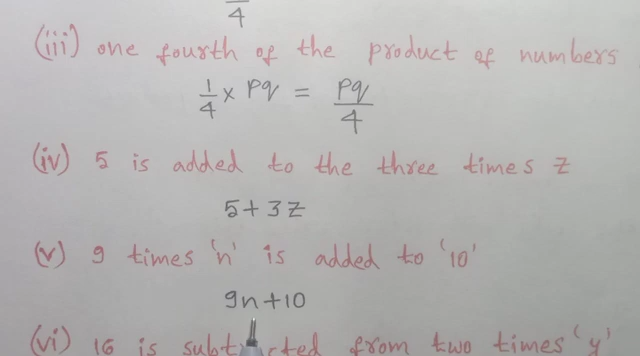 4
(iii) one fourth of the product of numbers
1/4 × pq = pq/4
(iv) 5 is added to the three times z
5+3z
(v) 9 times 'n' is added to '10'
9n+10
(vi) 16 is subtracted from two times 'y'